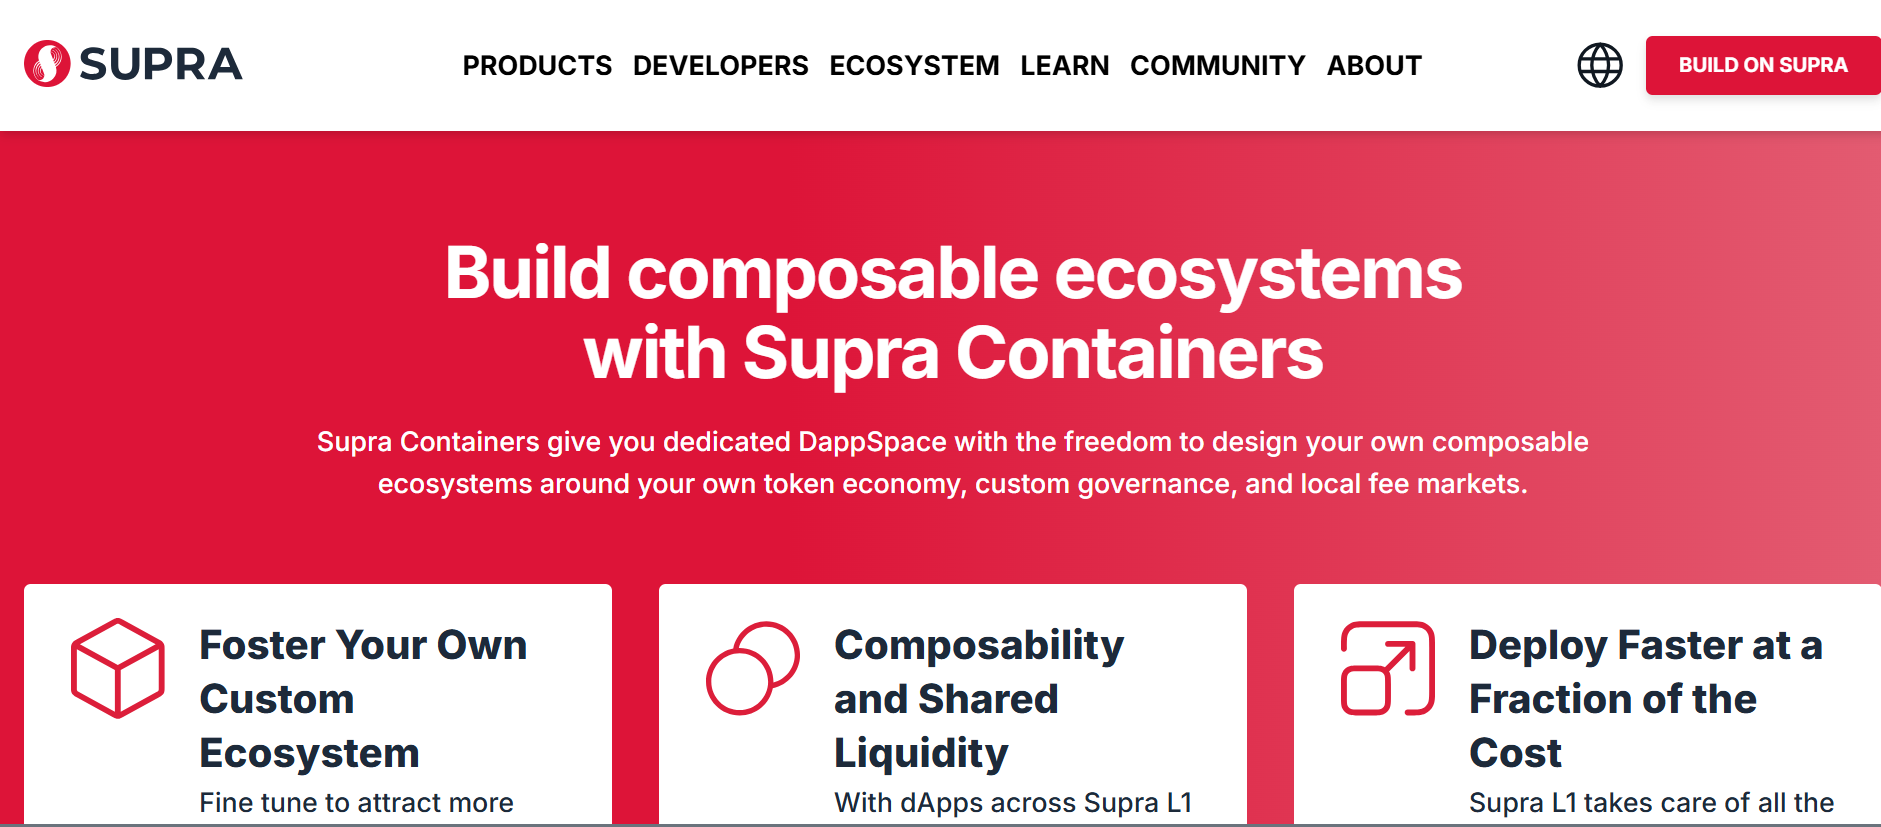 SUPRA
PRODUCTS DEVELOPERS ECOSYSTEM LEARN COMMUNITY ABOUT
BUILD ON SUPRA
Build composable ecosystems
with Supra Containers
Supra Containers give you dedicated DappSpace with the freedom to design your own composable
ecosystems around your own token economy, custom governance, and local fee markets.
Foster Your Own
Custom
Ecosystem
Fine tune to attract more
Composability
and Shared
Liquidity
With dApps across Supra L1
Deploy Faster at a
Fraction of the
Cost
Supra L1 takes care of all the